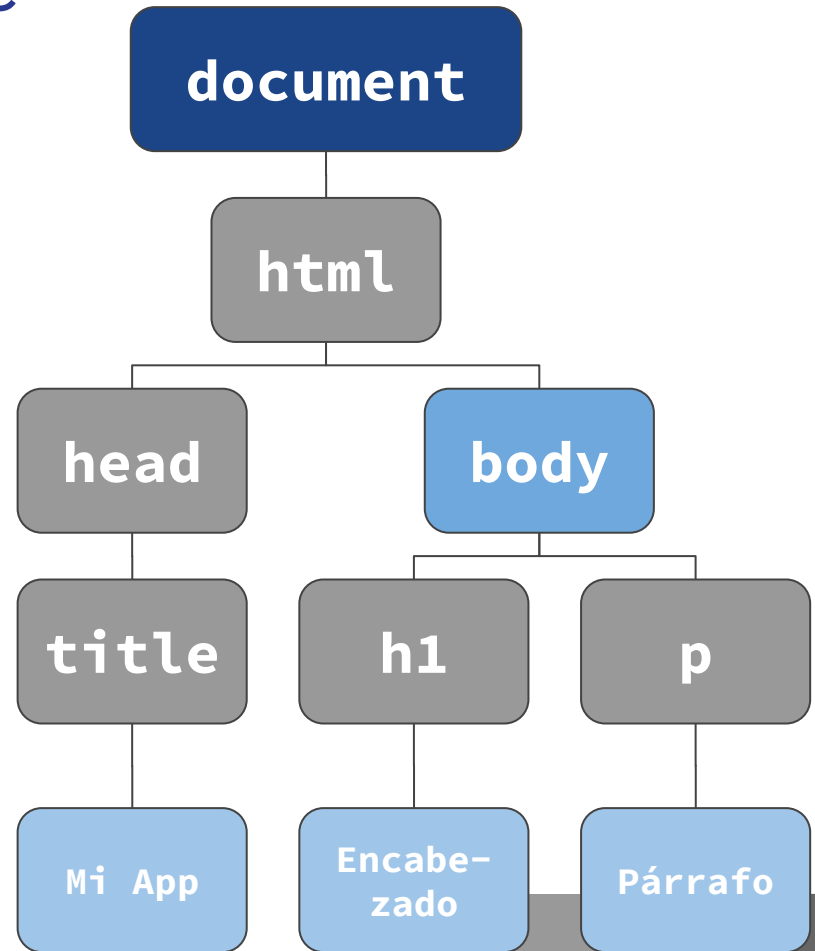 document
html
head
body
title
h1
p
Mi App
Encabe-
zado
Párrafo